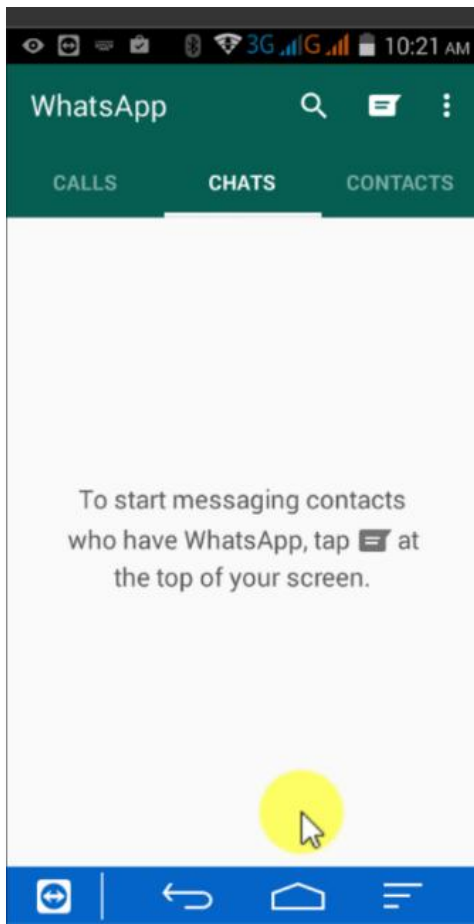 3G G 10:21 AM
WhatsApp
CALLS CHATS CONTACTS
To start messaging contacts
who have WhatsApp, tap at
the top of your screen.